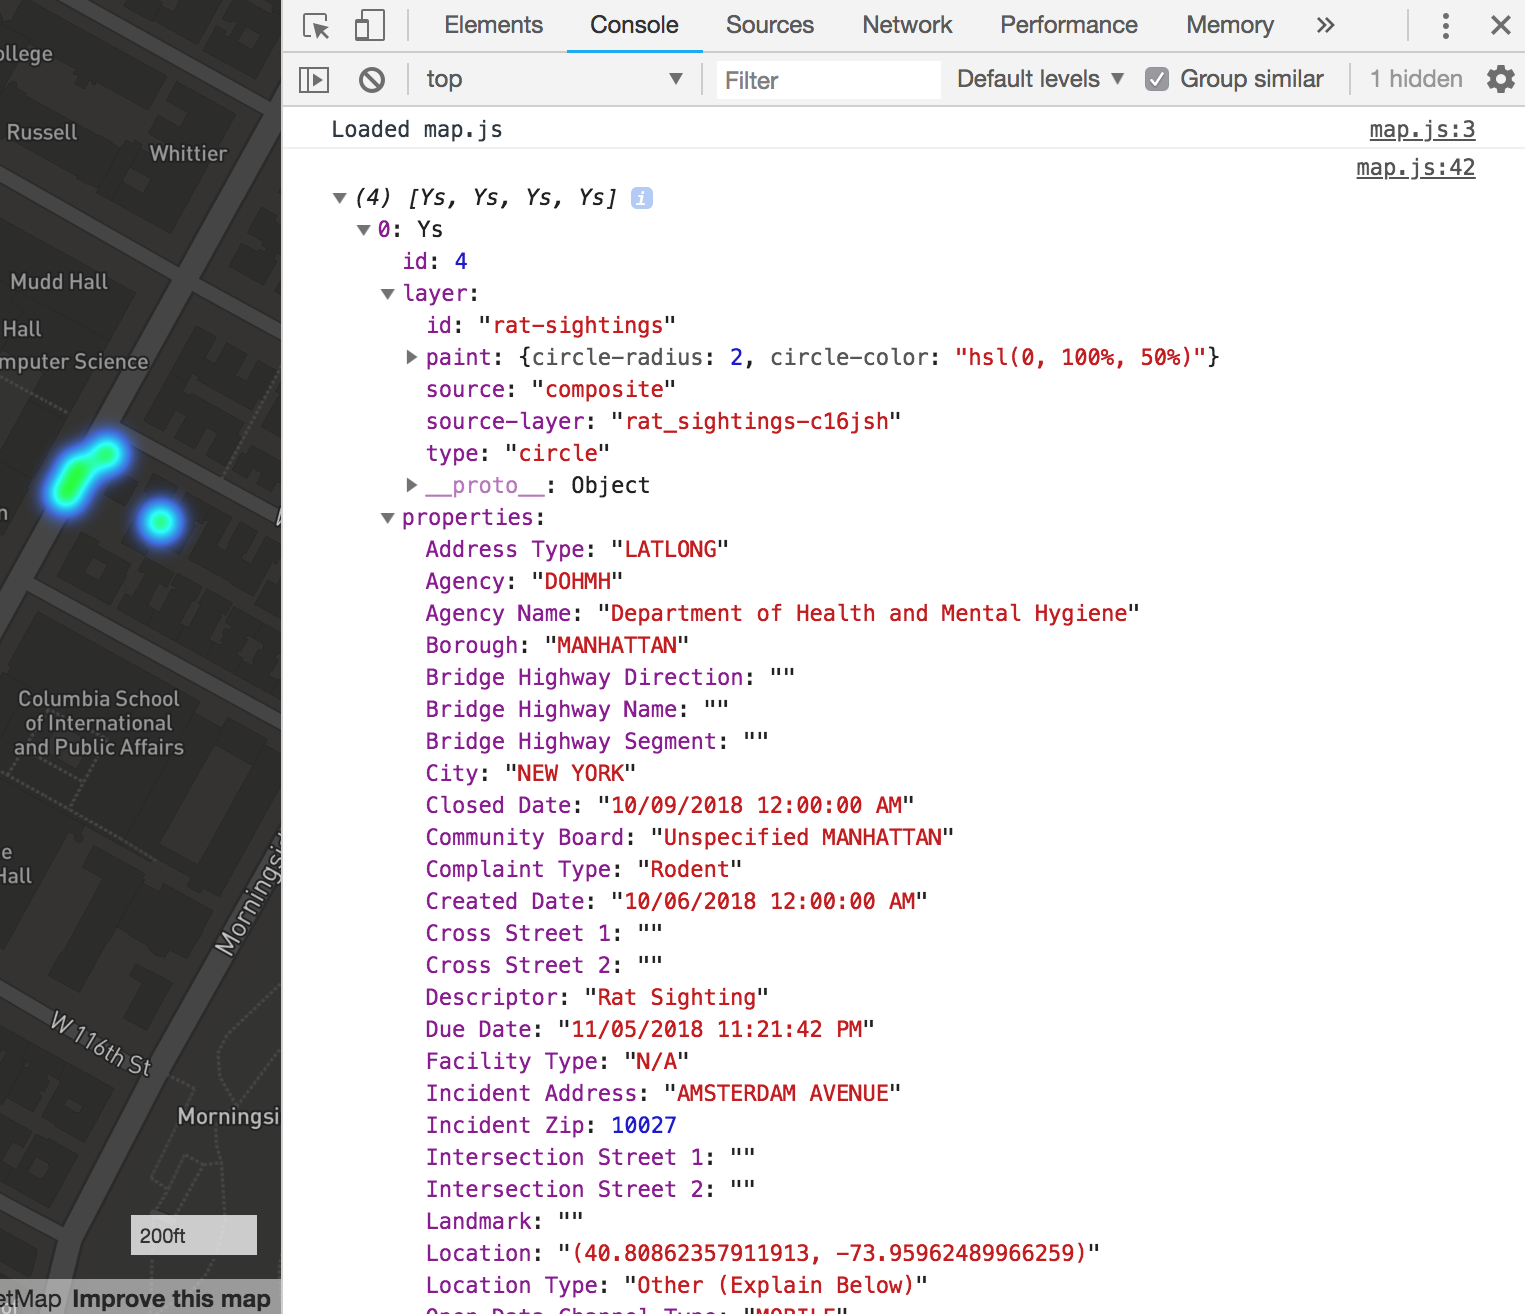 ollege
Russell
Whittier
Mudd Hall
Hall
mputer Science
n
Columbia School
of International
and Public Affairs
e
Hall
Morningsid
W 116th St
Morningsi
200ft
etMap Improve this map
Elements Console Sources Network Performance Memory »
top Filter Default levels Group similar 1 hidden
Loaded map.js map.js:3
map.js:42
(4) [Ys, Ys, Ys, Ys] i
0: Ys
id: 4
layer:
id: "rat-sightings"
paint: {circle-radius: 2, circle-color: "hsl(0, 100%, 50%)"}
source: "composite"
source-layer: "rat_sightings-c16jsh"
type: "circle"
__proto__: Object
properties:
Address Type: "LATLONG"
Agency: "DOHMH"
Agency Name: "Department of Health and Mental Hygiene"
Borough: "MANHATTAN"
Bridge Highway Direction: ""
Bridge Highway Name: ""
Bridge Highway Segment: ""
City: "NEW YORK"
Closed Date: "10/09/2018 12:00:00 AM"
Community Board: "Unspecified MANHATTAN"
Complaint Type: "Rodent"
Created Date: "10/06/2018 12:00:00 AM"
Cross Street 1: ""
Cross Street 2: ""
Descriptor: "Rat Sighting"
Due Date: "11/05/2018 11:21:42 PM"
Facility Type: "N/A"
Incident Address: "AMSTERDAM AVENUE"
Incident Zip: 10027
Intersection Street 1: ""
Intersection Street 2: ""
Landmark: ""
Location: "(40.80862357911913, -73.95962489966259)"
Location Type: "Other (Explain Below)"
Open Data Channel Type: "MOBILE"